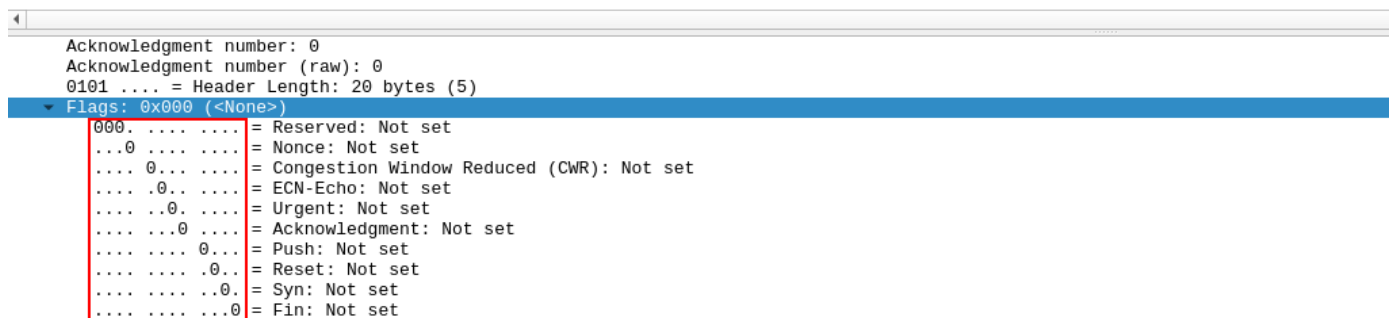 Acknowledgment number: 0
Acknowledgment number (raw): 0
0101 .... = Header Length: 20 bytes (5)
Flags: 0x000 (<None>)
000. .... .... = Reserved: Not set
...0 .... .... = Nonce: Not set
.... 0... .... = Congestion Window Reduced (CWR): Not set
.... .0.. .... = ECN-Echo: Not set
.... ..0. .... = Urgent: Not set
.... ...0 .... = Acknowledgment: Not set
.... .... 0... = Push: Not set
.... .... .0.. = Reset: Not set
.... .... ..0. = Syn: Not set
.... .... ...0 = Fin: Not set